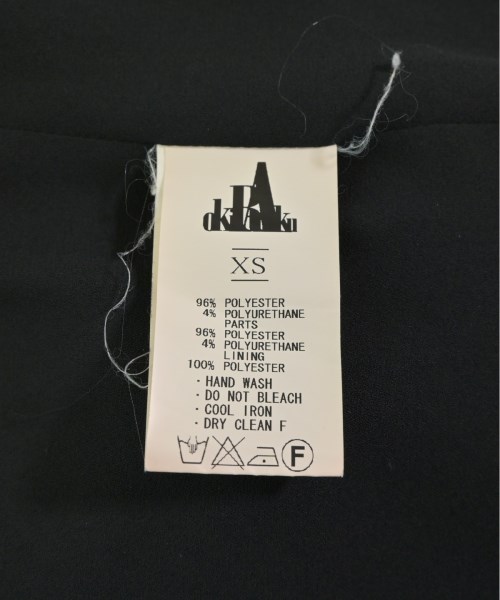 XS
96% POLYESTER
4% POLYURETHANE
PARTS
96% POLYESTER
4% POLYURETHANE
LINING
100% POLYESTER
・HAND WASH
・DO NOT BLEACH
・COOL IRON
・DRY CLEAN F
F